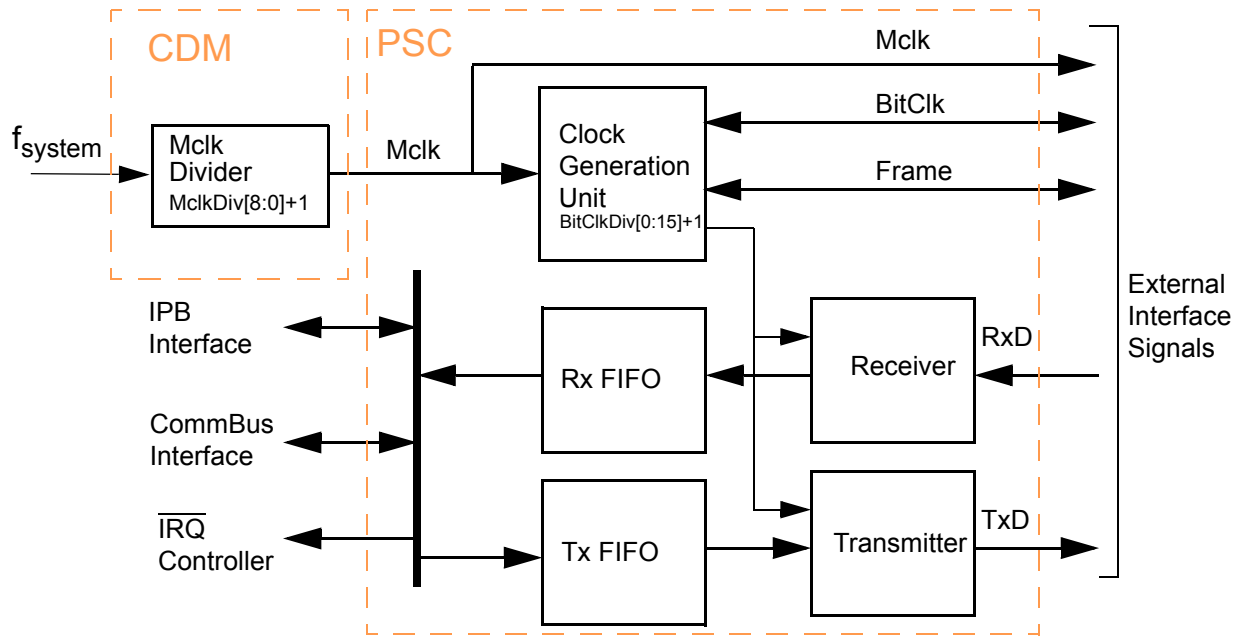 CDM
PSC
Mclk
BitClk
Frame
fsystem
Mclk
Divider
MclkDiv[8:0]+1
Mclk
Clock
Generation
Unit
BitClkDiv[0:15]+1
External
Interface
Signals
IPB
Interface
Rx FIFO
Receiver
RxD
CommBus
Interface
IRQ
Controller
Tx FIFO
Transmitter
TxD